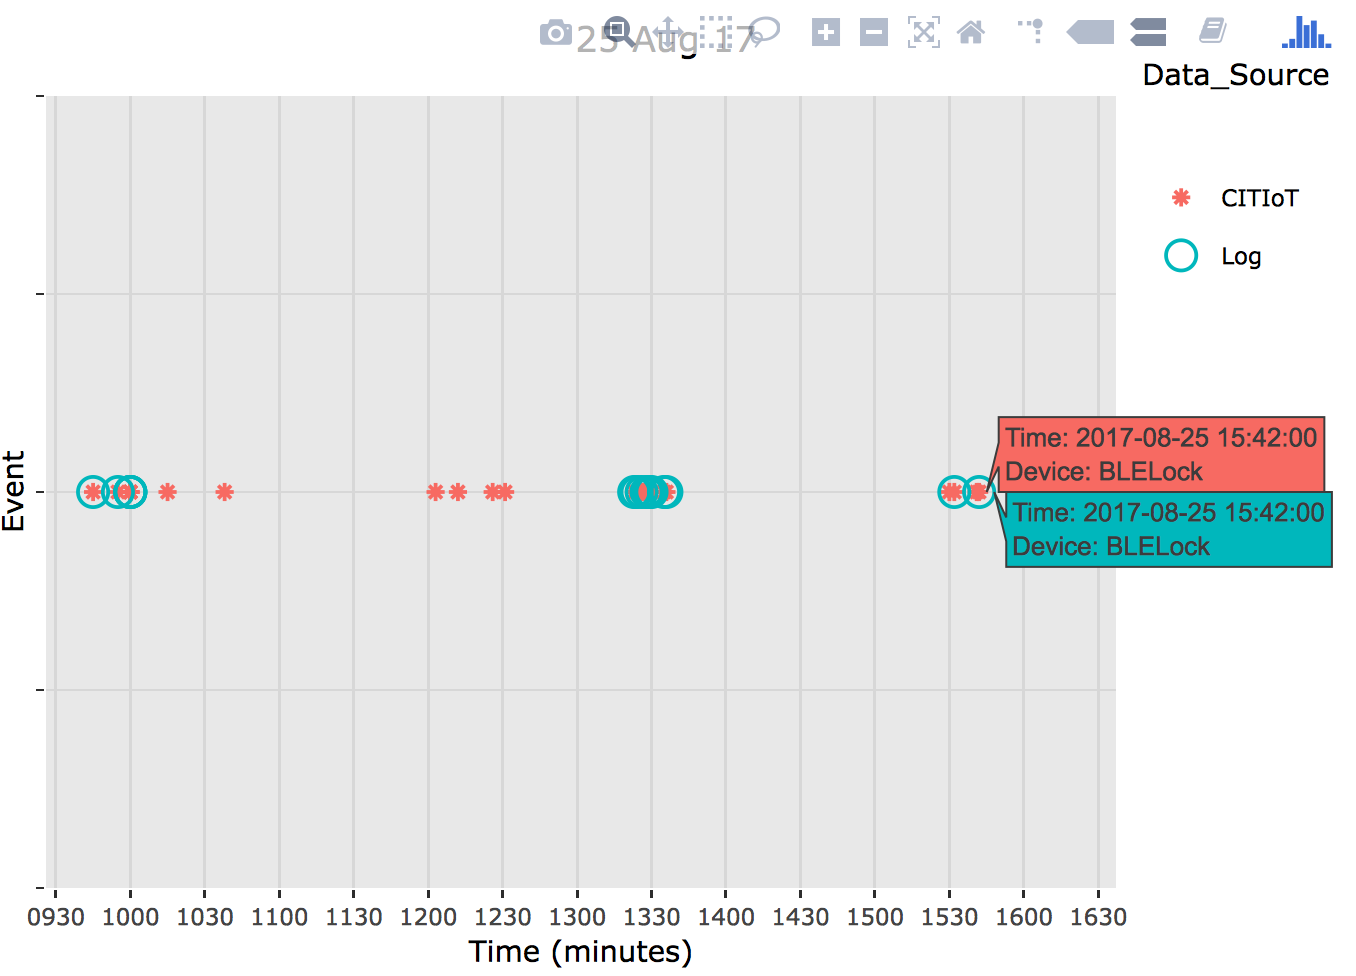 25 Aug 17
Data_Source
CITIoT
Log
Time: 2017-08-25 15:42:00
Device: BLELock
Time: 2017-08-25 15:42:00
Device: BLELock
Event
0930 1000 1030 1100 1130 1200 1230 1300 1330 1400 1430 1500 1530 1600 1630
Time (minutes)